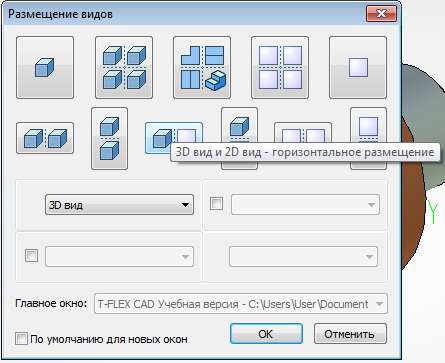 Размещение видов
3D вид и 2D вид - горизонтальное размещение
3D вид
Главное окно: T-FLEX CAD Учебная версия - C:\Users\User\Document
По умолчанию для новых окон
OK
Отменить